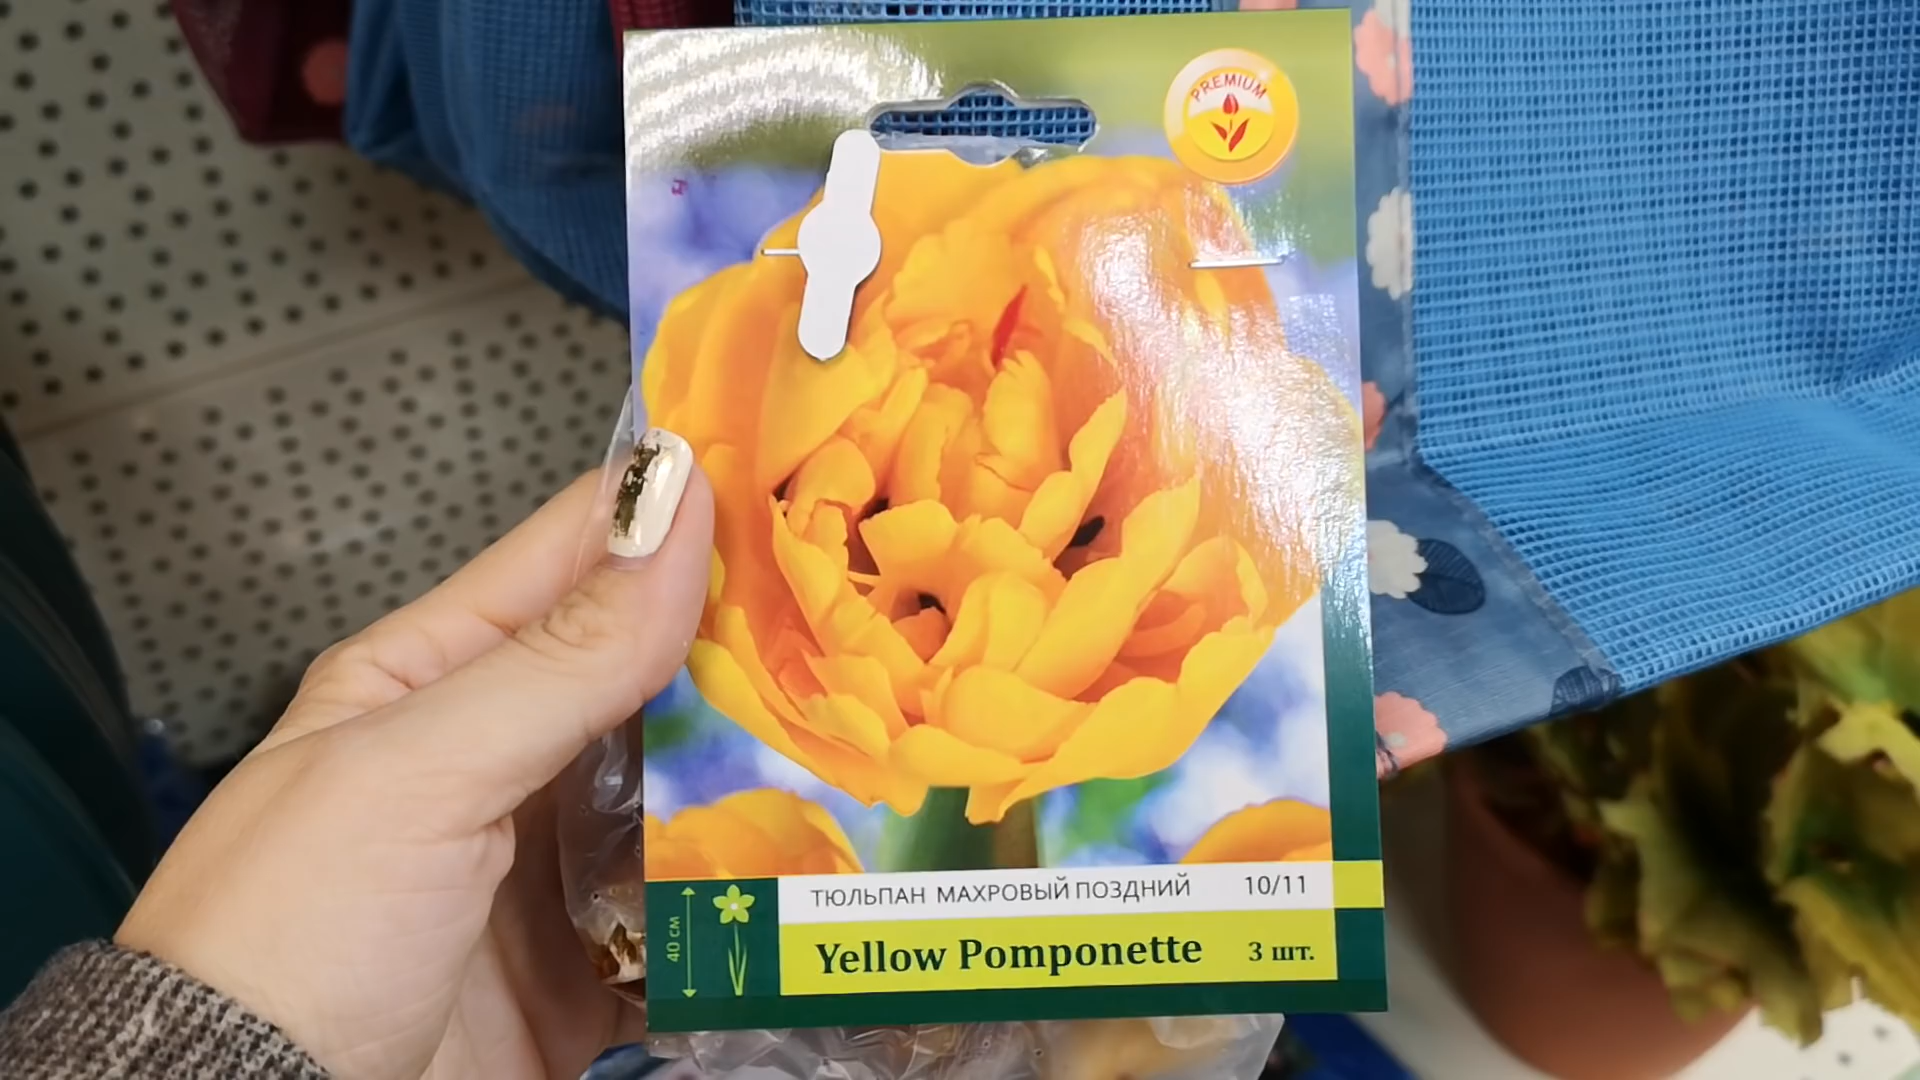 PREMIUM
ТЮЛЬПАН МАХРОВЫЙ ПОЗДНИЙ 10/11
40 см
Yellow Pomponette 3 шт.